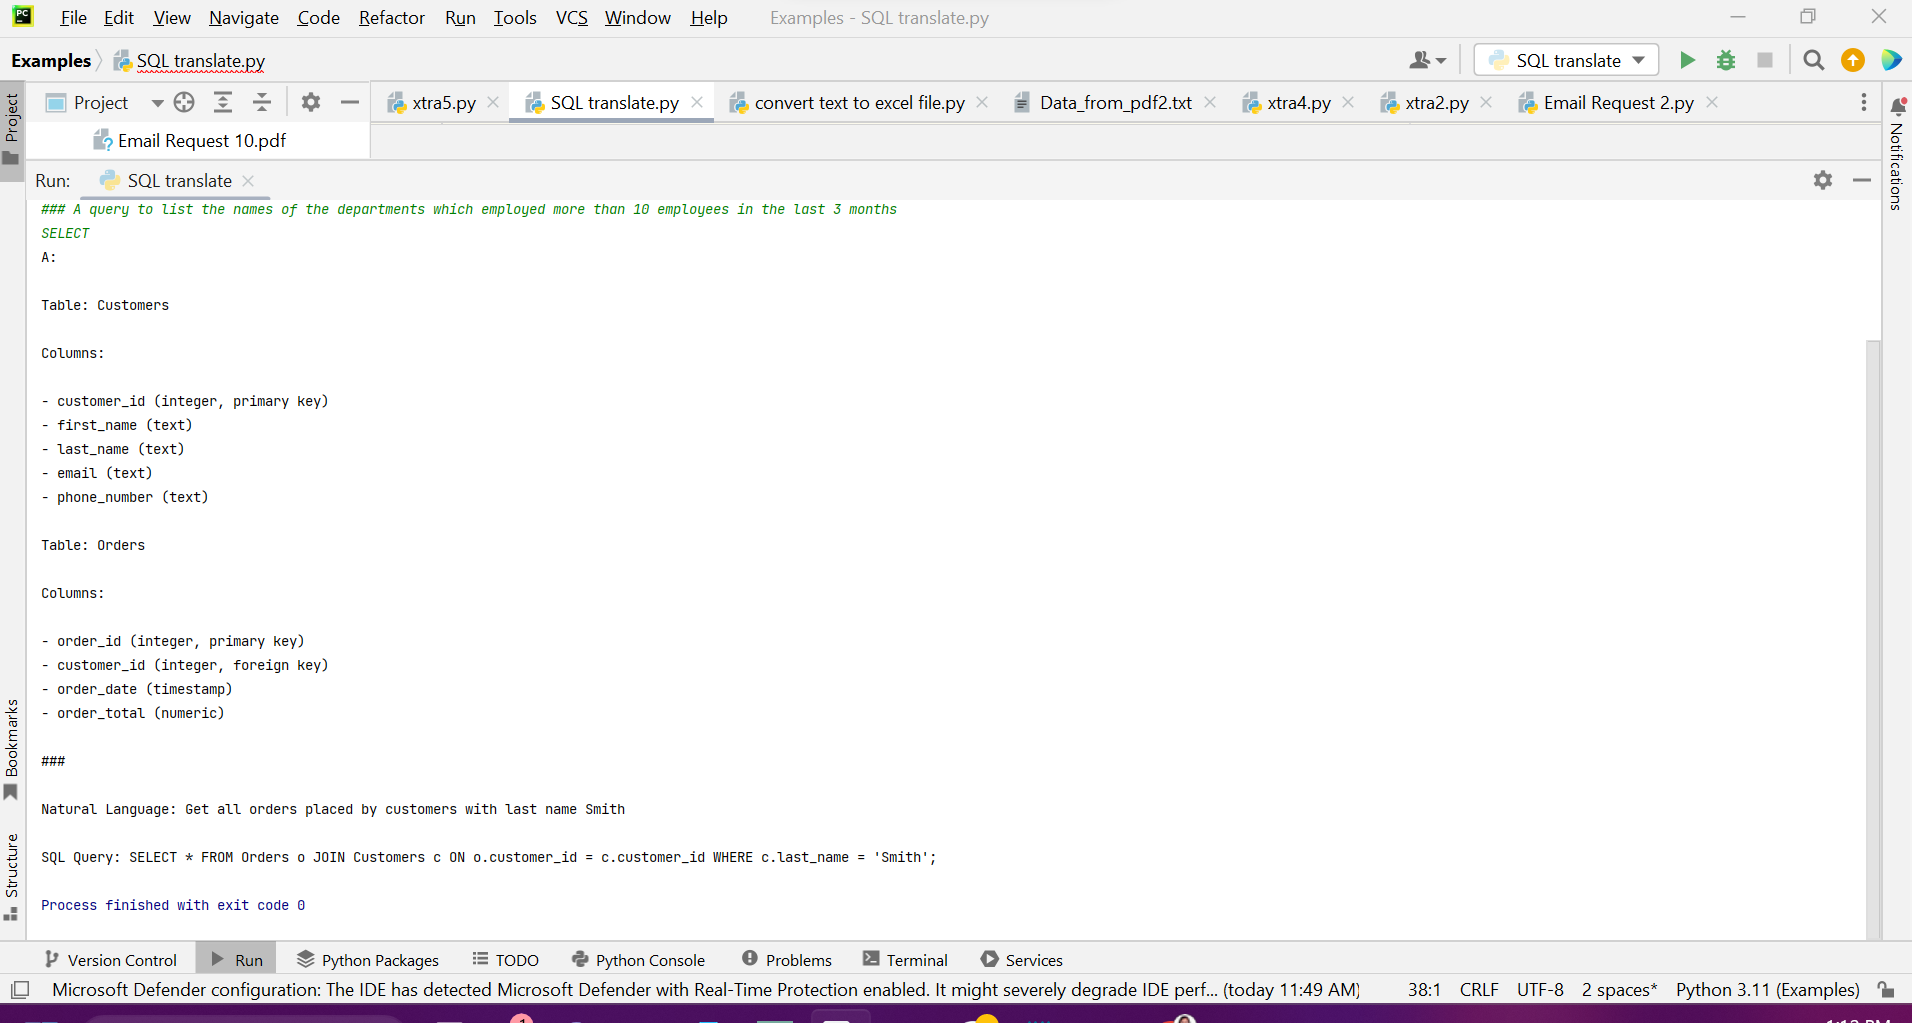 PC
File Edit View Navigate Code Refactor Run Tools VCS Window Help Examples - SQL translate.py
Examples SQL translate.py SQL translate
Project xtra5.py SQL translate.py convert text to excel file.py Data_from_pdf2.txt xtra4.py xtra2.py Email Request 2.py
Email Request 10.pdf
Project
Notifications
Run: SQL translate
### A query to list the names of the departments which employed more than 10 employees in the last 3 months
SELECT
A:
Table: Customers
Columns:
- customer_id (integer, primary key)
- first_name (text)
- last_name (text)
- email (text)
- phone_number (text)
Table: Orders
Columns:
- order_id (integer, primary key)
- customer_id (integer, foreign key)
- order_date (timestamp)
- order_total (numeric)
###
Natural Language: Get all orders placed by customers with last name Smith
SQL Query: SELECT * FROM Orders o JOIN Customers c ON o.customer_id = c.customer_id WHERE c.last_name = 'Smith';
Process finished with exit code 0
Bookmarks
Structure
Version Control Run Python Packages TODO Python Console Problems Terminal Services
Microsoft Defender configuration: The IDE has detected Microsoft Defender with Real-Time Protection enabled. It might severely degrade IDE perf... (today 11:49 AM) 38:1 CRLF UTF-8 2 spaces* Python 3.11 (Examples)